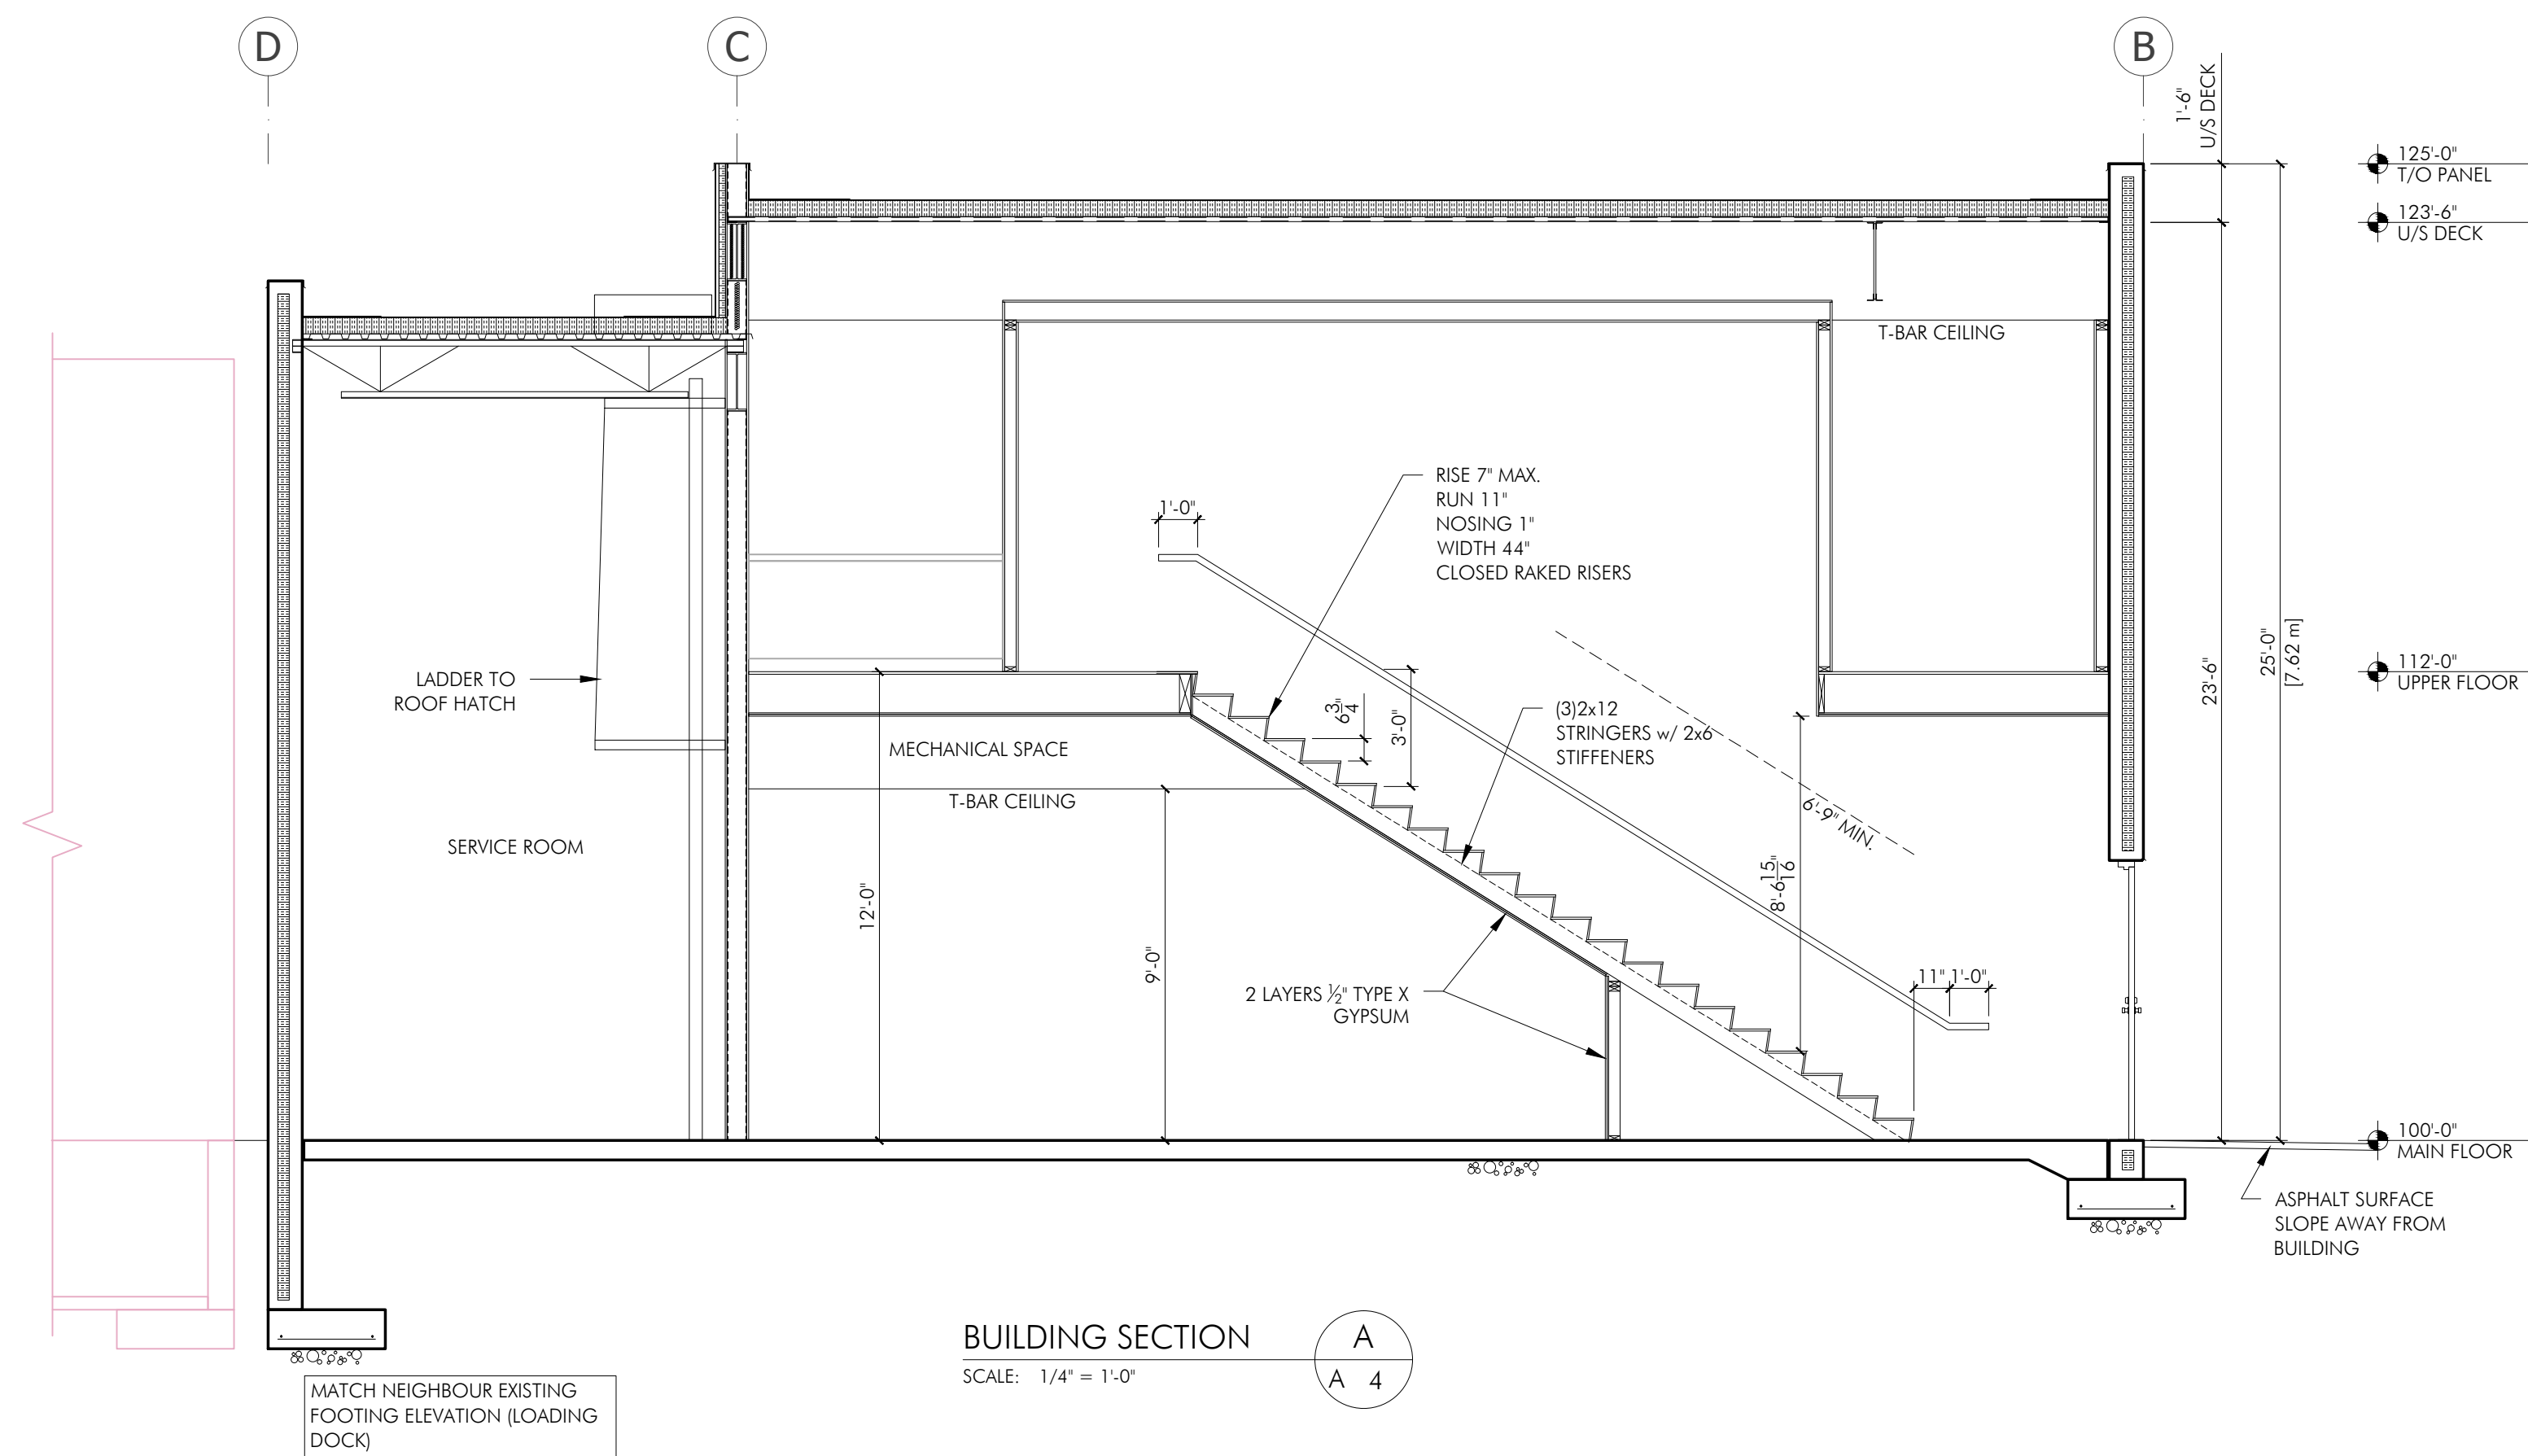 D
C
B
1'-6"
U/S DECK
125'-0"
T/O PANEL
123'-6"
U/S DECK
T-BAR CEILING
RISE 7" MAX.
RUN 11"
NOSING 1"
WIDTH 44"
CLOSED RAKED RISERS
1'-0"
LADDER TO
ROOF HATCH
112'-0"
UPPER FLOOR
23'-6"
25'-0"
[7.62 m]
6 3/4"
3'-0"
(3)2x12
STRINGERS w/ 2x6
STIFFENERS
MECHANICAL SPACE
T-BAR CEILING
6'-9" MIN.
SERVICE ROOM
12'-0"
9'-0"
8'-6 15/16"
2 LAYERS ½" TYPE X
GYPSUM
11"
1'-0"
100'-0"
MAIN FLOOR
ASPHALT SURFACE
SLOPE AWAY FROM
BUILDING
BUILDING SECTION
SCALE: 1/4" = 1'-0"
A
A 4
MATCH NEIGHBOUR EXISTING
FOOTING ELEVATION (LOADING
DOCK)